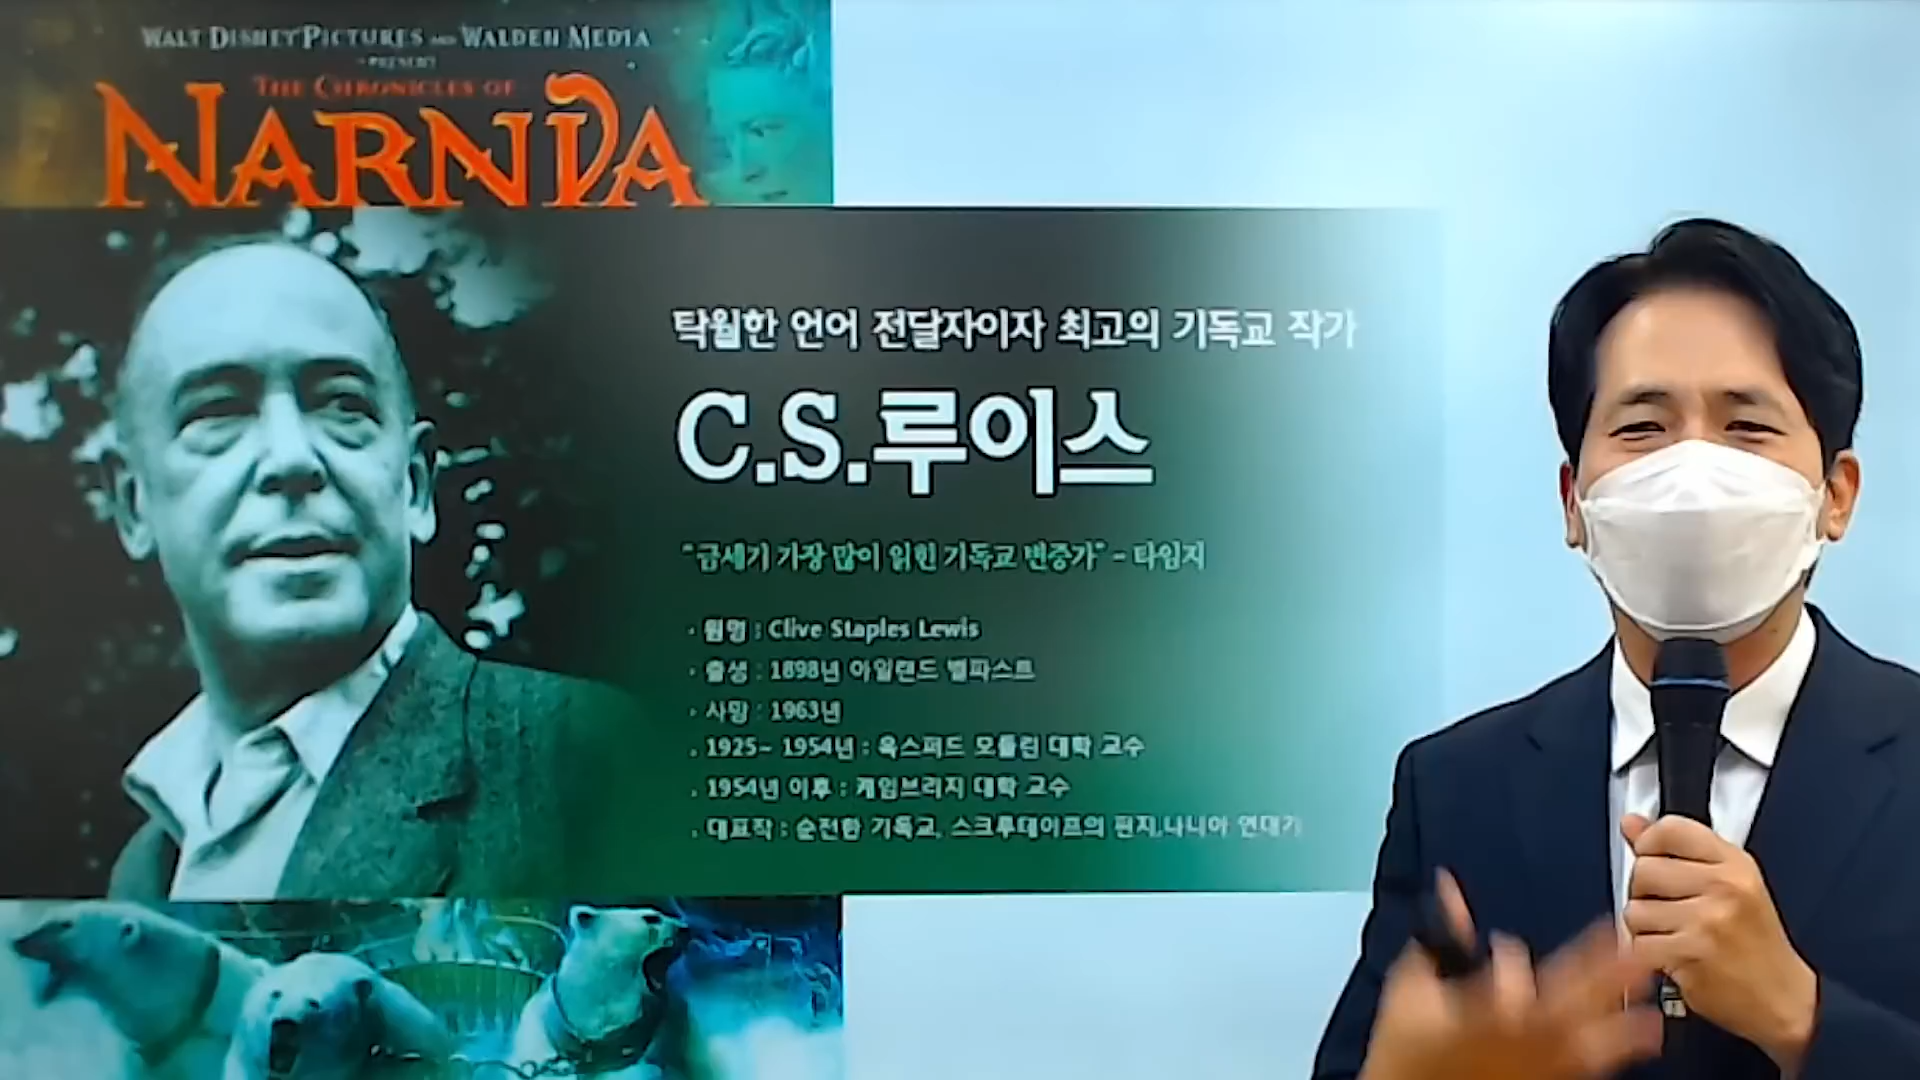 WALT DISNEY PICTURES AND WALDEN MEDIA
PRESENT
THE CHRONICLES OF
NARNIA
탁월한 언어 전달자이자 최고의 기독교 작가
C.S.루이스
"금세기 가장 많이 읽힌 기독교 변증가" - 타임지
· 원명 : Clive Staples Lewis
· 출생 : 1898년 아일랜드 벨파스트
· 사망 : 1963년
. 1925~ 1954년 : 옥스퍼드 모들린 대학 교수
. 1954년 이후 : 케임브리지 대학 교수
. 대표작 : 순전한 기독교, 스크루테이프의 편지,나니아 연대기